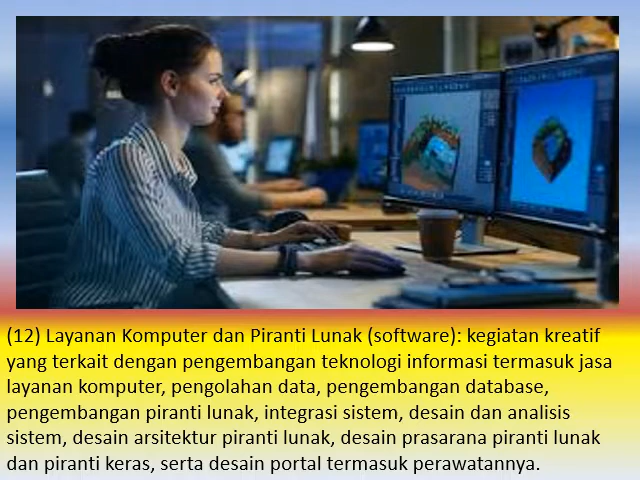 (12) Layanan Komputer dan Piranti Lunak (software): kegiatan kreatif
yang terkait dengan pengembangan teknologi informasi termasuk jasa
layanan komputer, pengolahan data, pengembangan database,
pengembangan piranti lunak, integrasi sistem, desain dan analisis
sistem, desain arsitektur piranti lunak, desain prasarana piranti lunak
dan piranti keras, serta desain portal termasuk perawatannya.